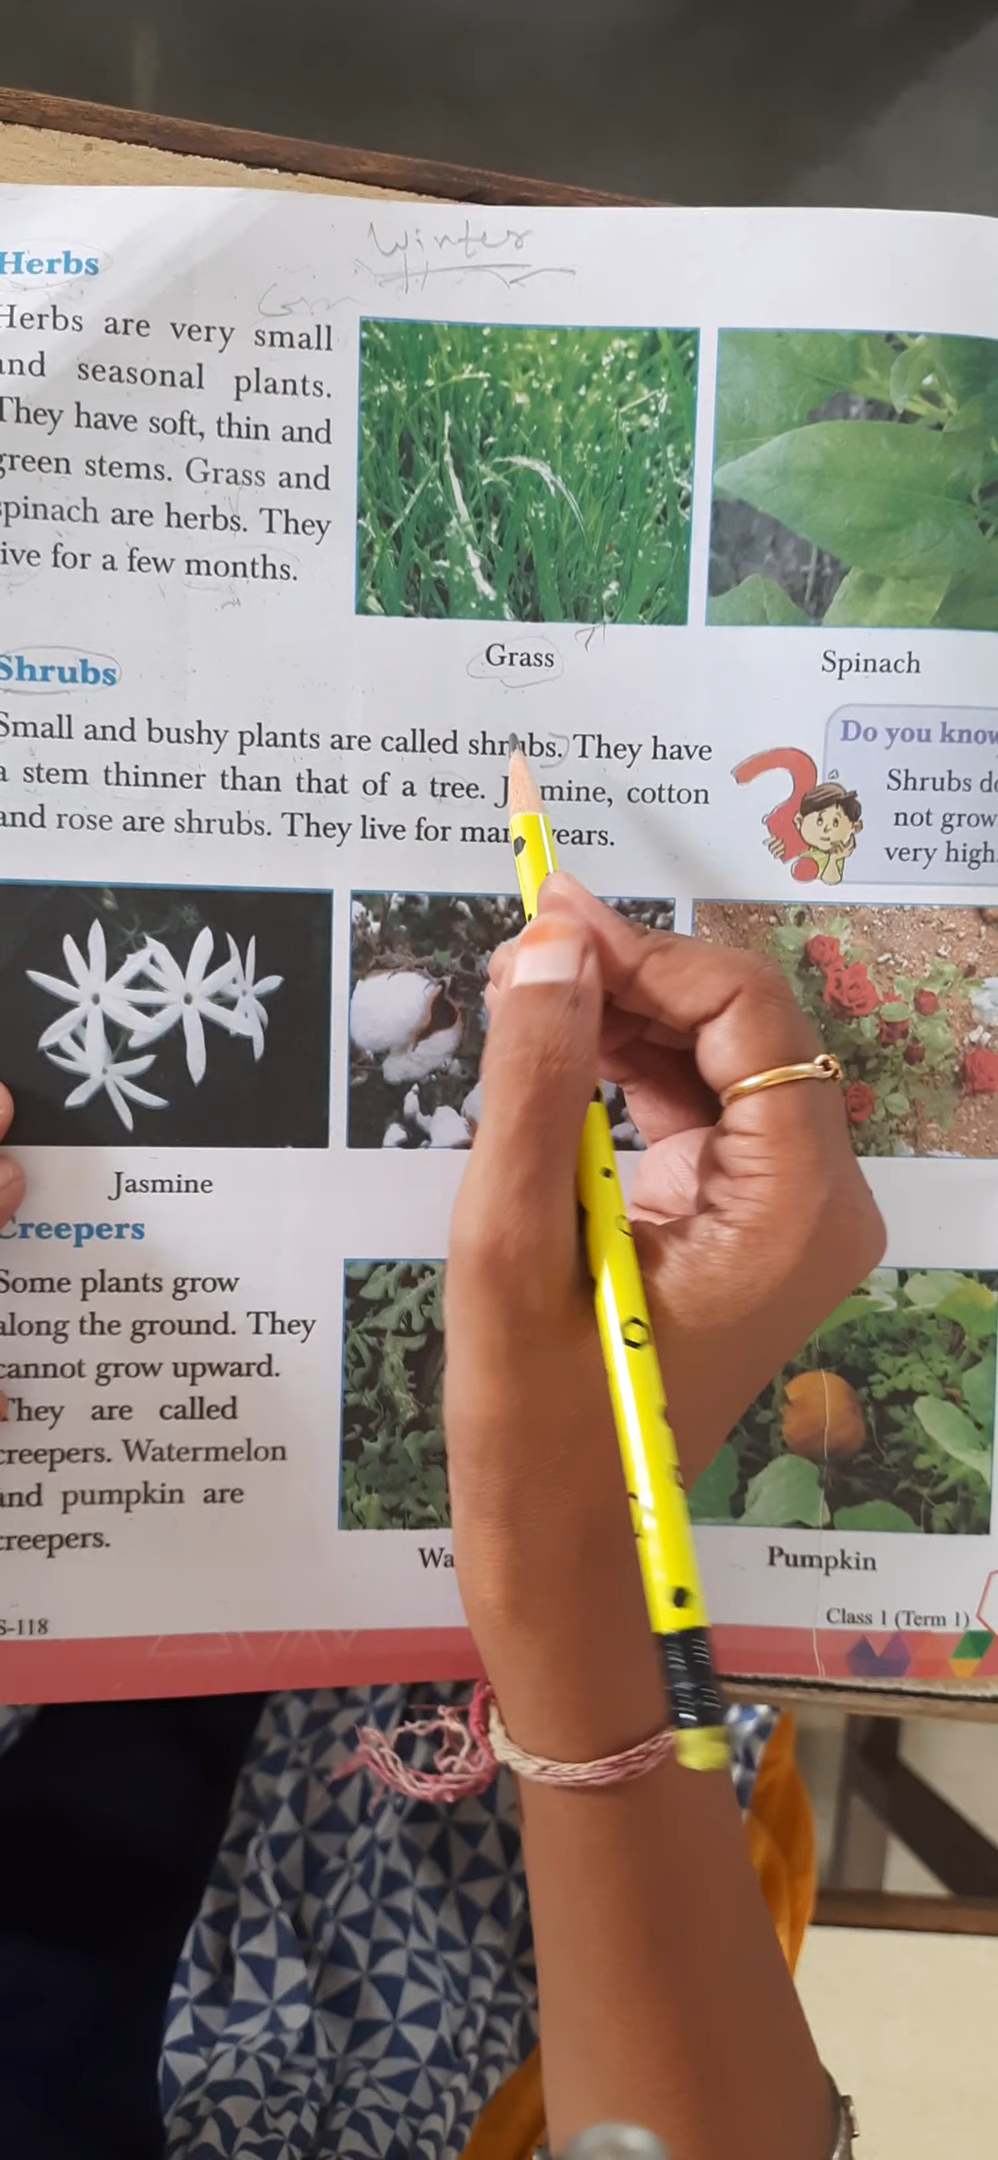 Winter
Herbs
Herbs are very small
and seasonal plants.
They have soft, thin and
green stems. Grass and
spinach are herbs. They
live for a few months.
Grass
Spinach
Shrubs
Small and bushy plants are called shrubs. They have
a stem thinner than that of a tree. Jasmine, cotton
and rose are shrubs. They live for many years.
Do you know
Shrubs do
not grow
very high.
Jasmine
Creepers
Some plants grow
along the ground. They
cannot grow upward.
They are called
creepers. Watermelon
and pumpkin are
creepers.
Wa
Pumpkin
S-118
Class 1 (Term 1)